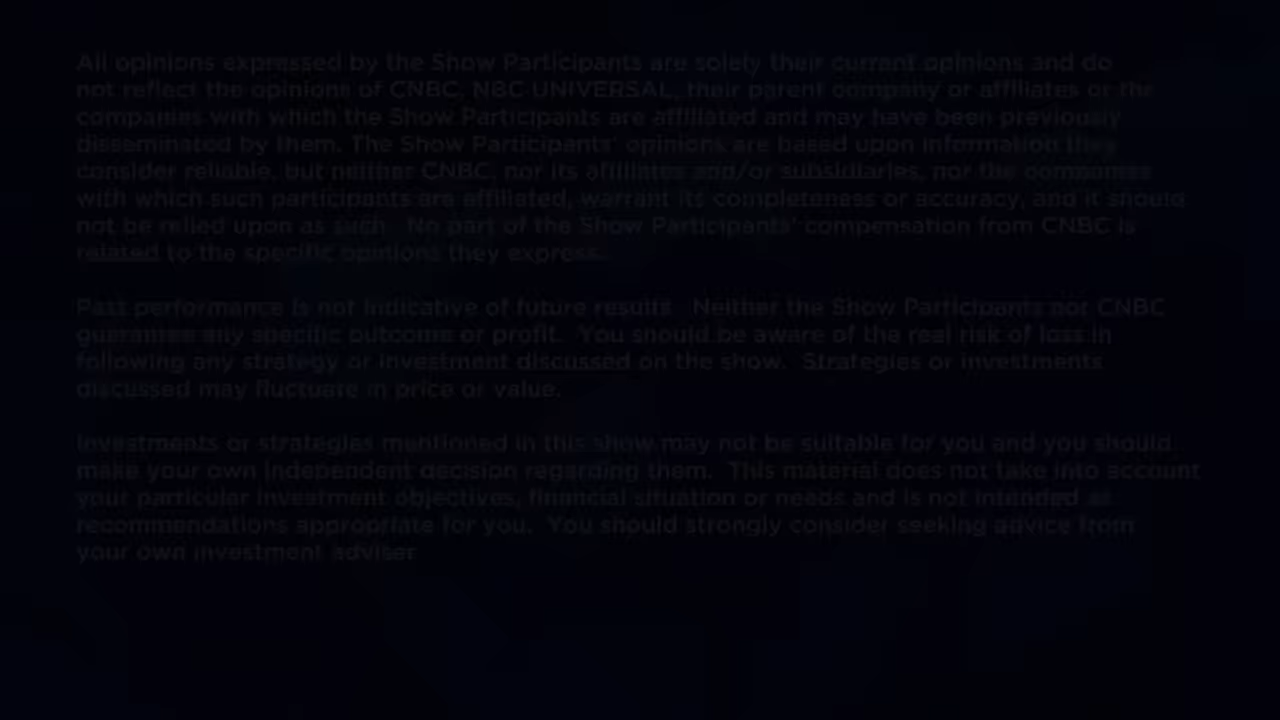 All opinions expressed by the Show Participants are solely their current opinions and do
not reflect the opinions of CNBC, NBC UNIVERSAL, their parent company or affiliates or the
companies with which the Show Participants are affiliated and may have been previously
disseminated by them. The Show Participants' opinions are based upon information they
consider reliable, but neither CNBC, nor its affiliates and/or subsidiaries, nor the companies
with which such participants are affiliated, warrant its completeness or accuracy, and it should
not be relied upon as such. No part of the Show Participants' compensation from CNBC is
related to the specific opinions they express.
Past performance is not indicative of future results. Neither the Show Participants nor CNBC
guarantee any specific outcome or profit. You should be aware of the real risk of loss in
following any strategy or investment discussed on the show. Strategies or investments
discussed may fluctuate in price or value.
Investments or strategies mentioned in this show may not be suitable for you and you should
make your own independent decision regarding them. This material does not take into account
your particular investment objectives, financial situation or needs and is not intended as
recommendations appropriate for you. You should strongly consider seeking advice from
your own investment adviser